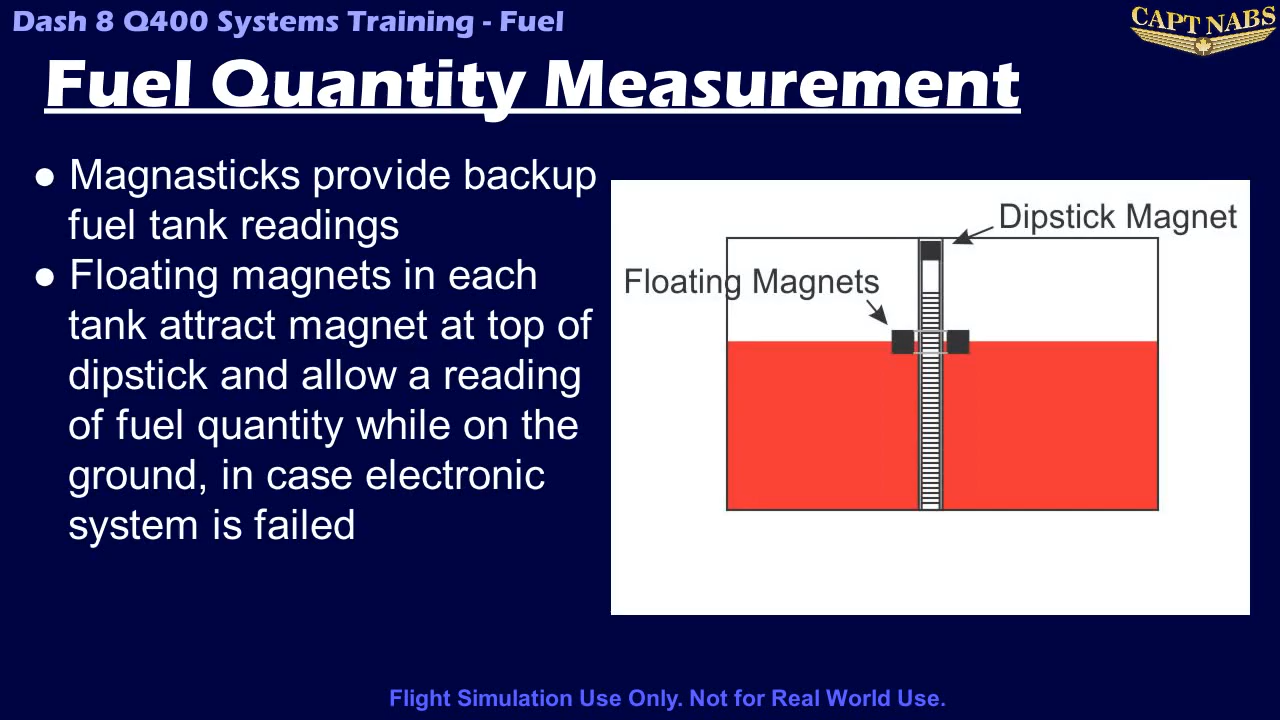 Dash 8 Q400 Systems Training - Fuel
CAPT NABS
Fuel Quantity Measurement
● Magnasticks provide backup
fuel tank readings
● Floating magnets in each
tank attract magnet at top of
dipstick and allow a reading
of fuel quantity while on the
ground, in case electronic
system is failed
Dipstick Magnet
Floating Magnets
Flight Simulation Use Only. Not for Real World Use.